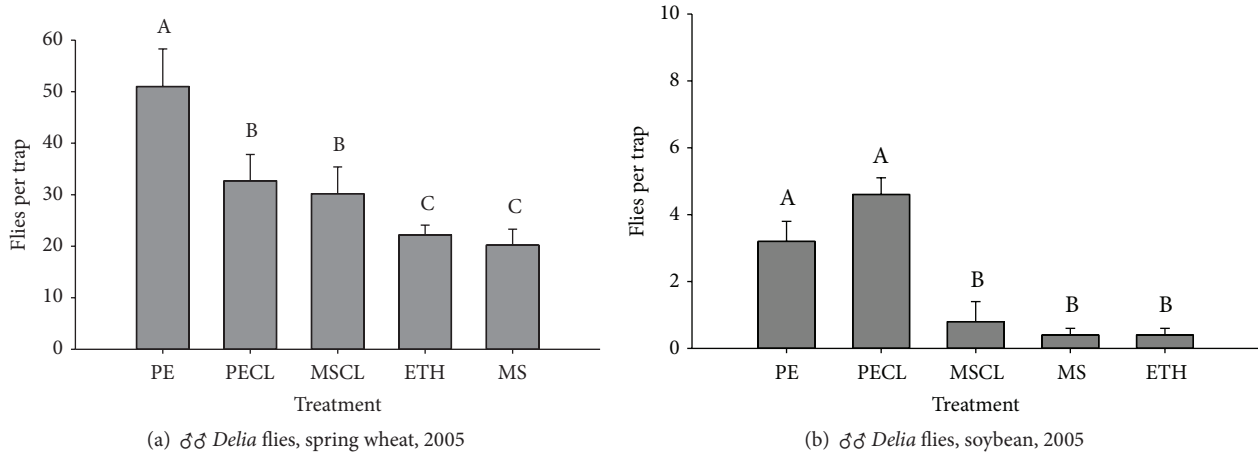 60
50
40
30
20
10
0
Flies per trap
A
B
B
C
C
PE PECL MSCL ETH MS
Treatment
(a) ♂♂ Delia flies, spring wheat, 2005
10
8
6
4
2
0
Flies per trap
A
A
B
B
B
PE PECL MSCL MS ETH
Treatment
(b) ♂♂ Delia flies, soybean, 2005